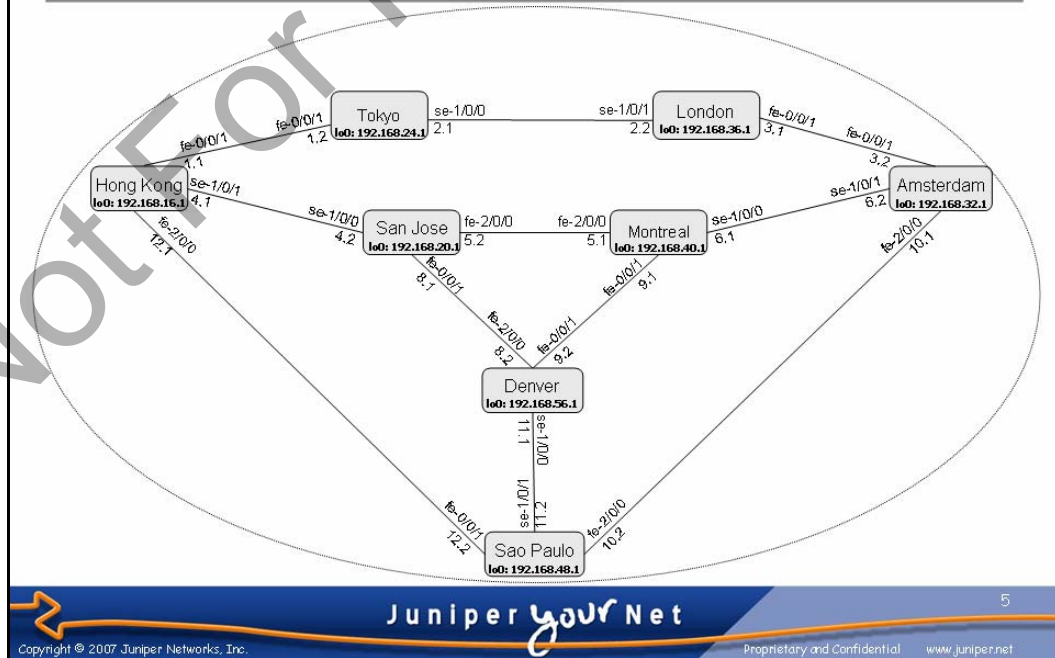 Not For
Tokyo
lo0: 192.168.24.1
se-1/0/0
2.1
se-1/0/1
2.2
London
lo0: 192.168.36.1
fe-0/0/1
3.1
fe-0/0/1
3.2
fe-0/0/1
1.2
fe-0/0/1
1.1
Hong Kong
lo0: 192.168.16.1
se-1/0/1
4.1
fe-2/0/0
12.1
se-1/0/0
4.2
San Jose
lo0: 192.168.20.1
fe-2/0/0
5.2
fe-2/0/0
5.1
Montreal
lo0: 192.168.40.1
se-1/0/0
6.1
se-1/0/1
6.2
Amsterdam
lo0: 192.168.32.1
fe-2/0/0
10.1
fe-0/0/1
8.1
fe-0/0/1
9.1
fe-2/0/0
8.2
fe-0/0/1
9.2
Denver
lo0: 192.168.56.1
se-1/0/0
11.1
se-1/0/1
11.2
fe-0/0/1
12.2
fe-2/0/0
10.2
Sao Paulo
lo0: 192.168.48.1
Juniper your Net
5
Copyright © 2007 Juniper Networks, Inc.
Proprietary and Confidential
www.juniper.net